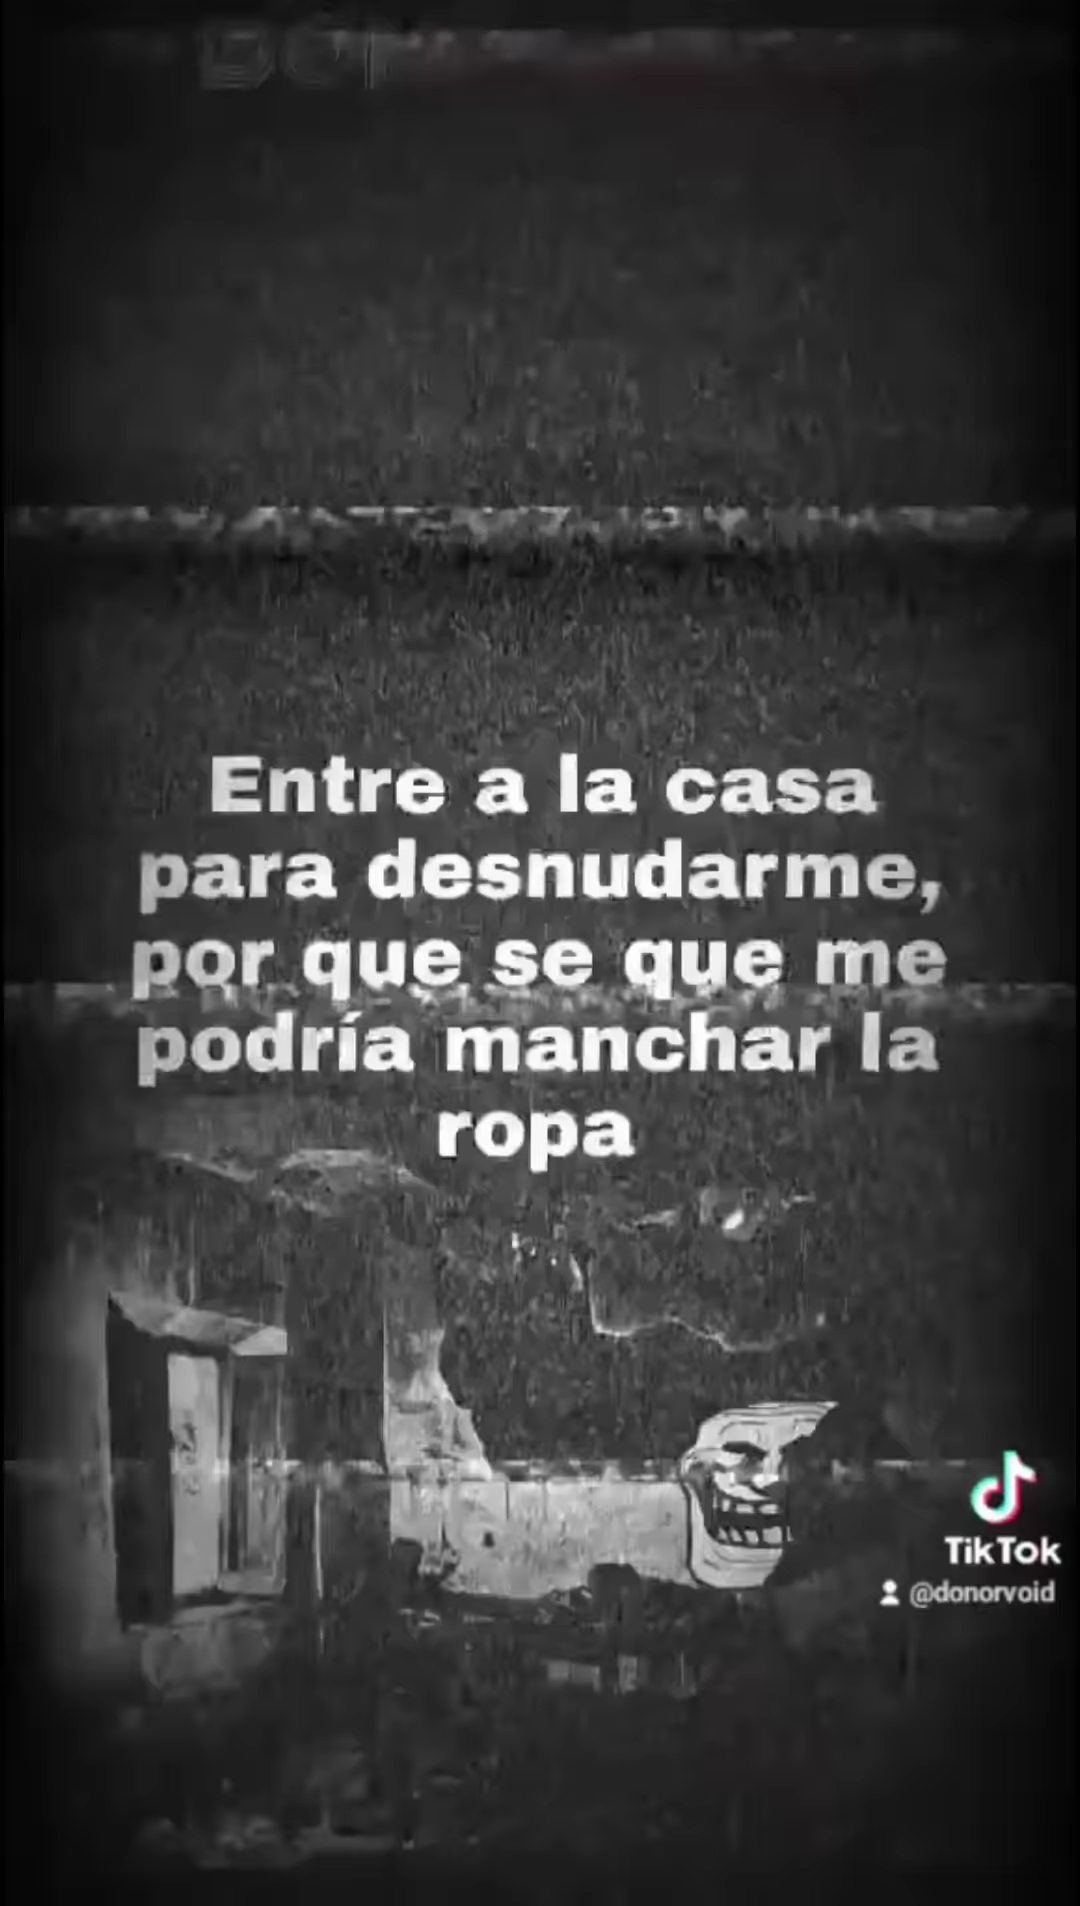 Entre a la casa
para desnudarme,
por que se que me
podría manchar la
ropa
TikTok
@donorvoid